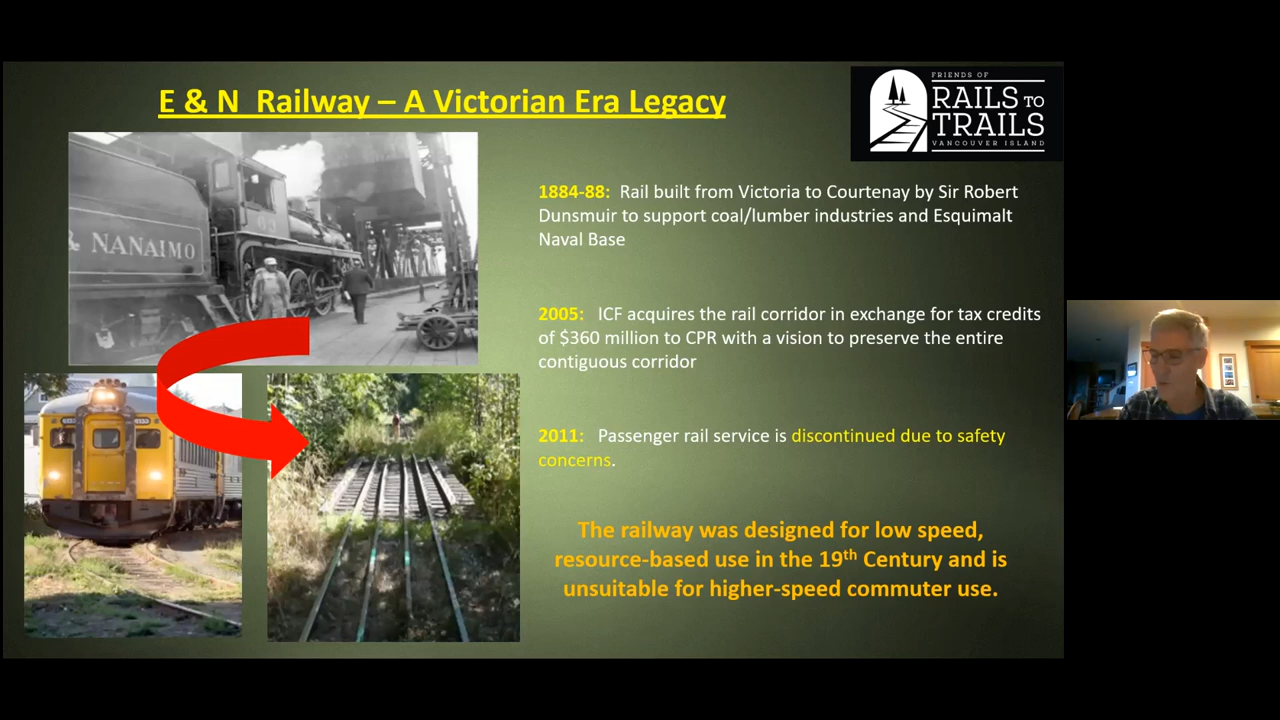 E & N Railway – A Victorian Era Legacy
FRIENDS OF
RAILS TO
TRAILS
VANCOUVER ISLAND
& NANAIMO
1884-88: Rail built from Victoria to Courtenay by Sir Robert
Dunsmuir to support coal/lumber industries and Esquimalt
Naval Base
2005: ICF acquires the rail corridor in exchange for tax credits
of $360 million to CPR with a vision to preserve the entire
contiguous corridor
2011: Passenger rail service is discontinued due to safety
concerns.
The railway was designed for low speed,
resource-based use in the 19th Century and is
unsuitable for higher-speed commuter use.